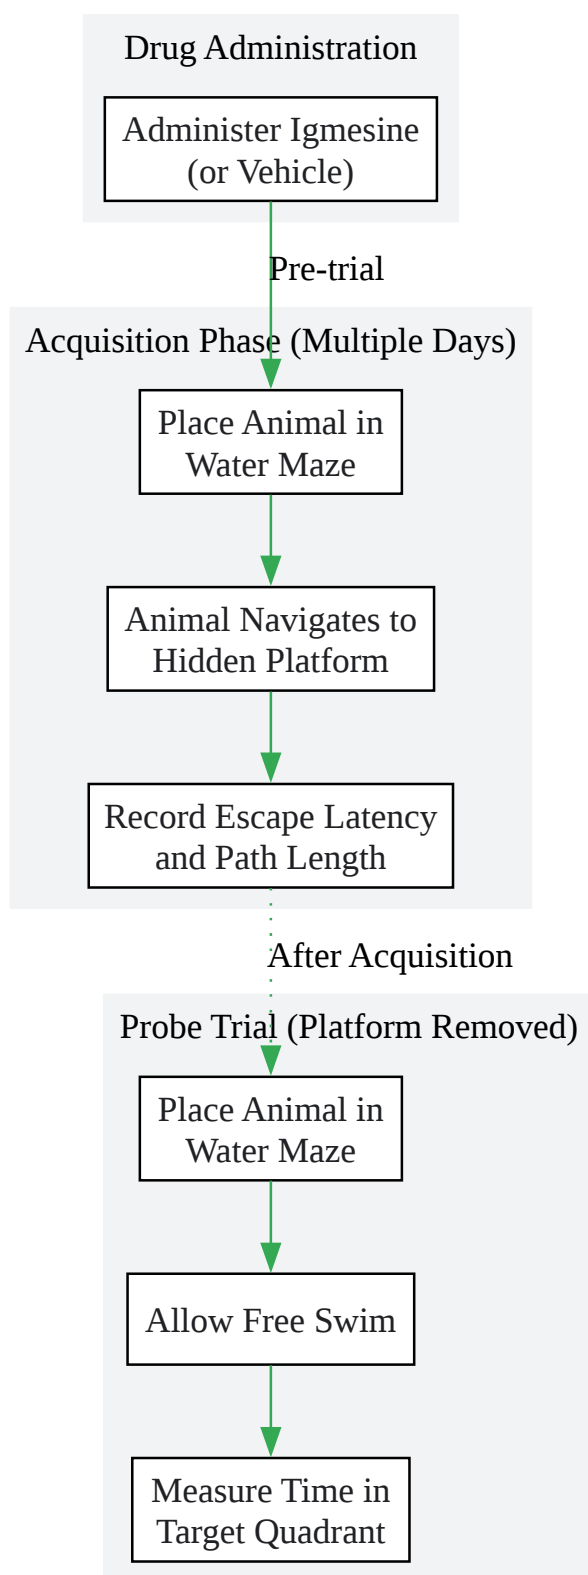 Drug Administration
Administer Igmesine
(or Vehicle)
Pre-trial
Acquisition Phase (Multiple Days)
Place Animal in
Water Maze
Animal Navigates to
Hidden Platform
Record Escape Latency
and Path Length
After Acquisition
Probe Trial (Platform Removed)
Place Animal in
Water Maze
Allow Free Swim
Measure Time in
Target Quadrant